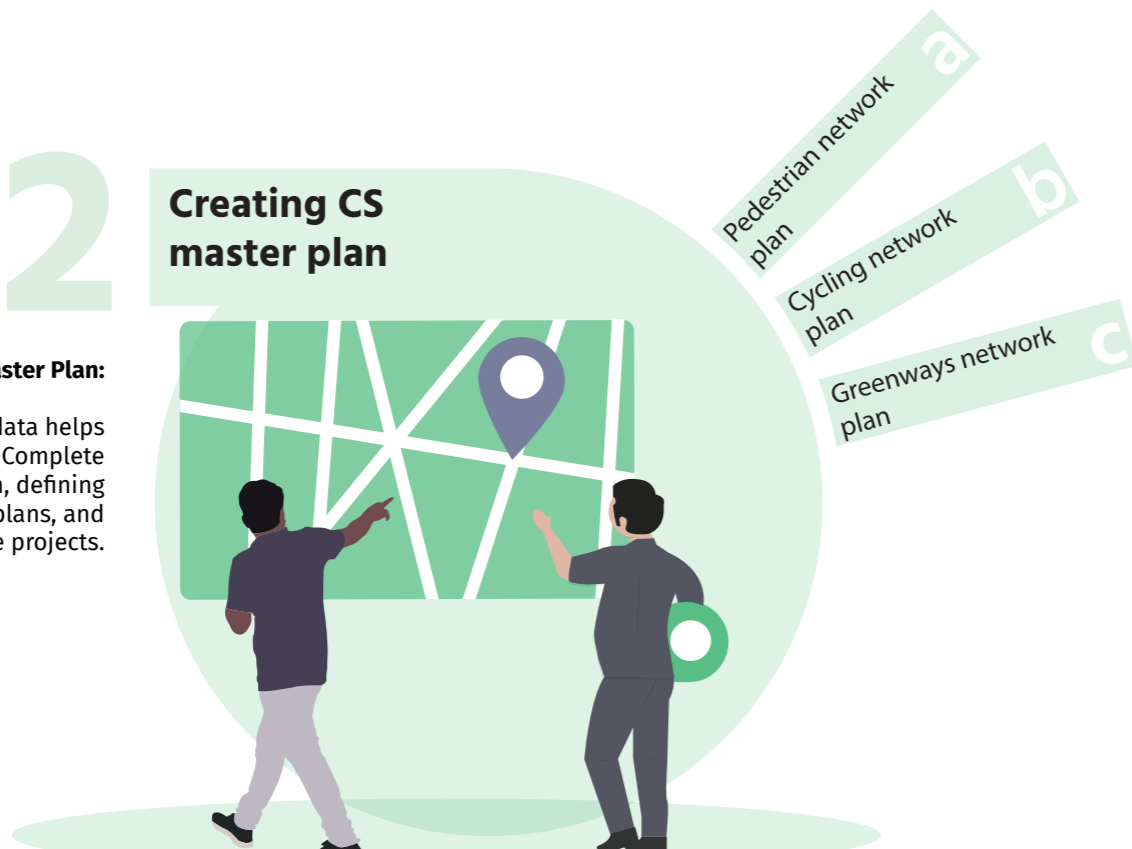 2
Creating CS
master plan
aster Plan:
data helps
Complete
, defining
plans, and
e projects.
Pedestrian network
plan
a
Cycling network
plan
b
Greenways network
plan
c